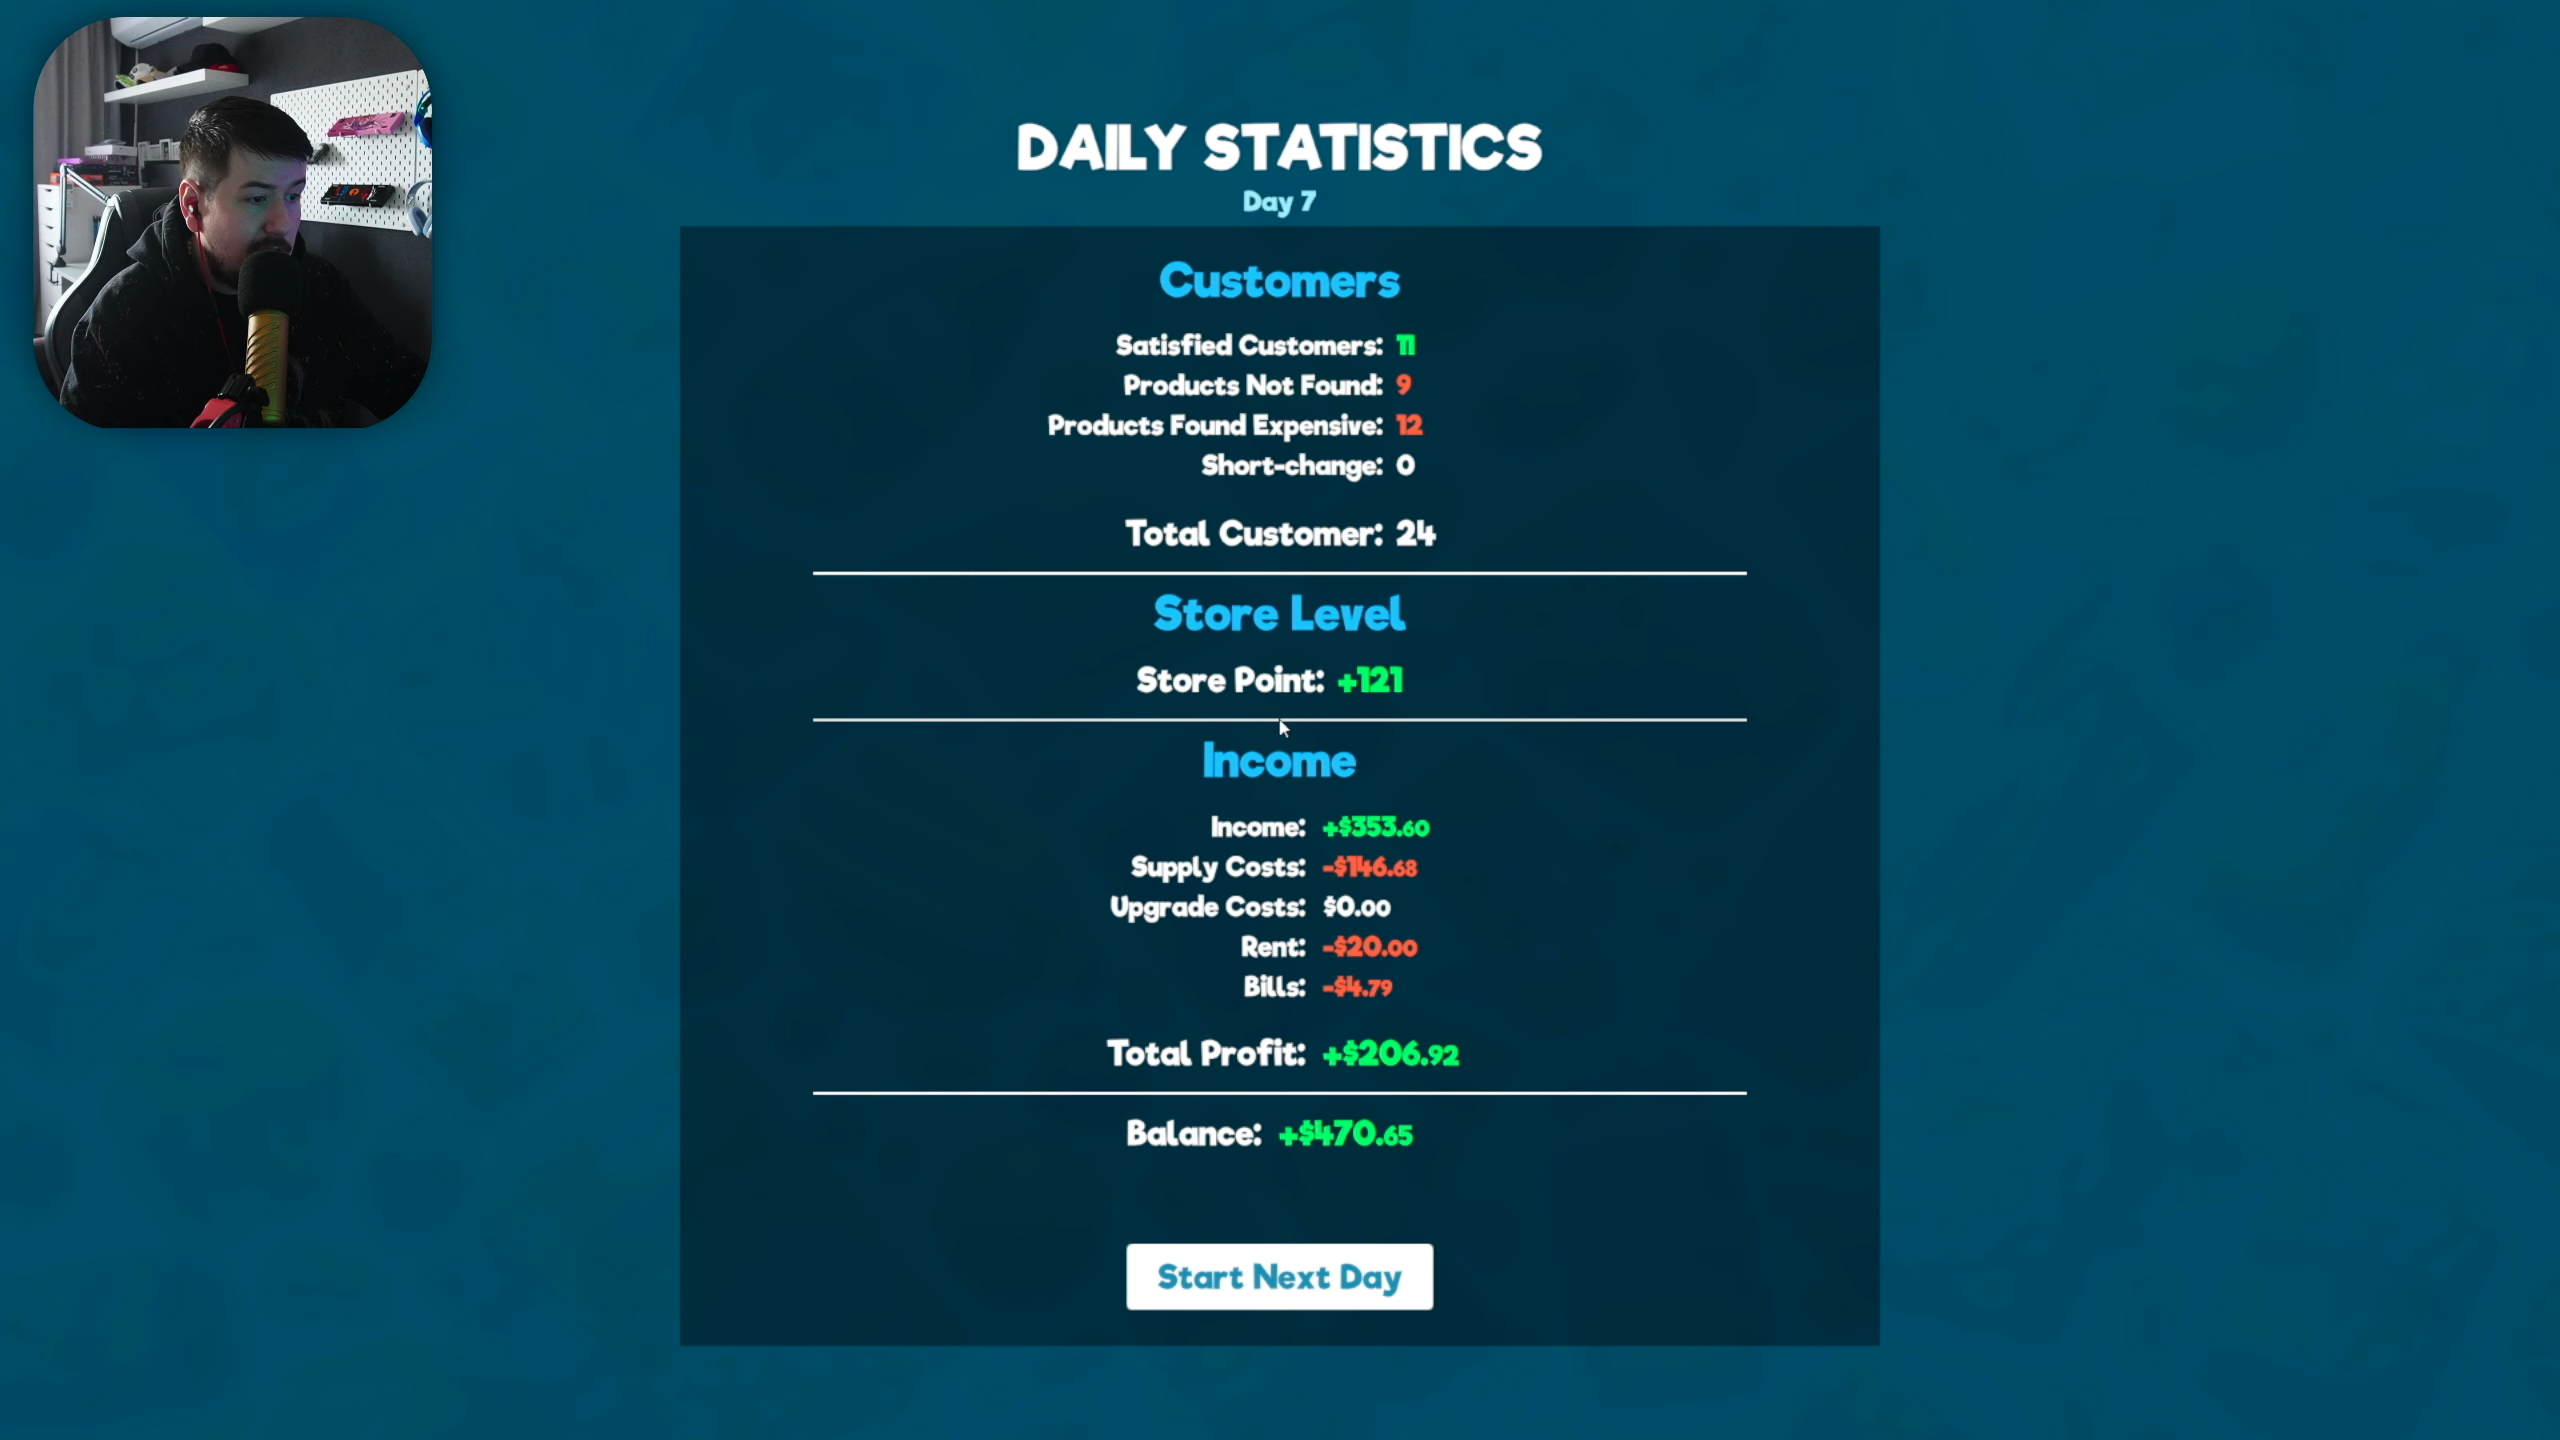 DAILY STATISTICS
Day 7
Customers
Satisfied Customers: 11
Products Not Found: 9
Products Found Expensive: 12
Short-change: 0
Total Customer: 24
Store Level
Store Point: +121
Income
Income: +$353.60
Supply Costs: -$146.68
Upgrade Costs: $0.00
Rent: -$20.00
Bills: -$4.79
Total Profit: +$206.92
Balance: +$470.65
Start Next Day